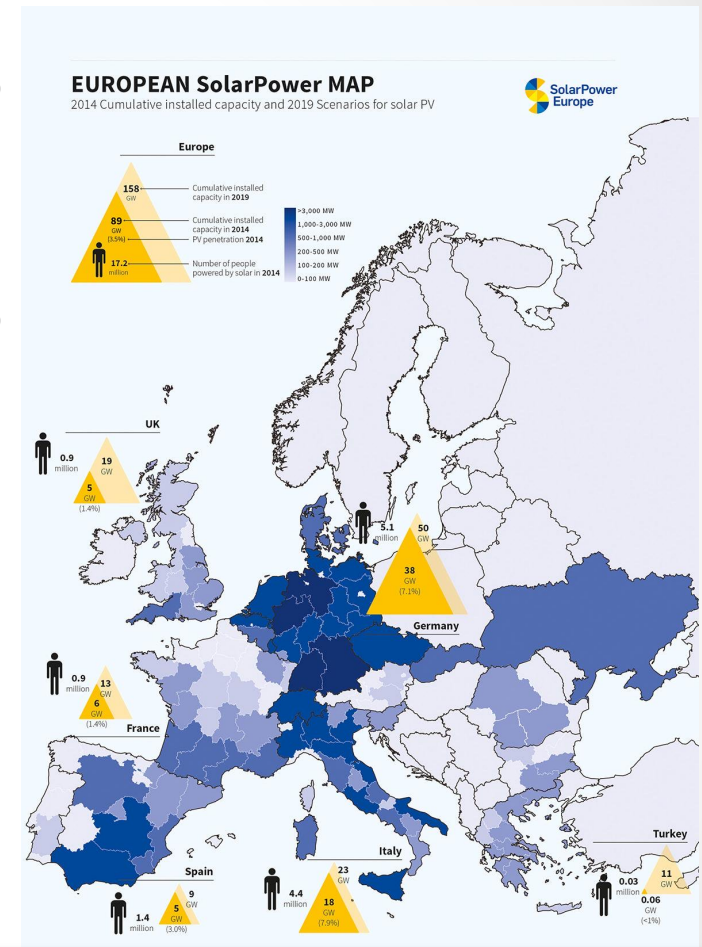 EUROPEAN SolarPower MAP
2014 Cumulative installed capacity and 2019 Scenarios for solar PV
SolarPower
Europe
Europe
158
GW
Cumulative installed
capacity in 2019
89
GW
(3.5%)
Cumulative installed
capacity in 2014
PV penetration 2014
17.2
million
Number of people
powered by solar in 2014
>3,000 MW
1,000-3,000 MW
500-1,000 MW
200-500 MW
100-200 MW
0-100 MW
UK
0.9
million
19
GW
5
GW
(1.4%)
5.1
million
50
GW
38
GW
(7.1%)
Germany
0.9
million
13
GW
6
GW
(1.4%)
France
Spain
1.4
million
9
GW
5
GW
(3.0%)
Italy
4.4
million
23
GW
18
GW
(7.9%)
Turkey
0.03
million
11
GW
0.06
GW
(<1%)